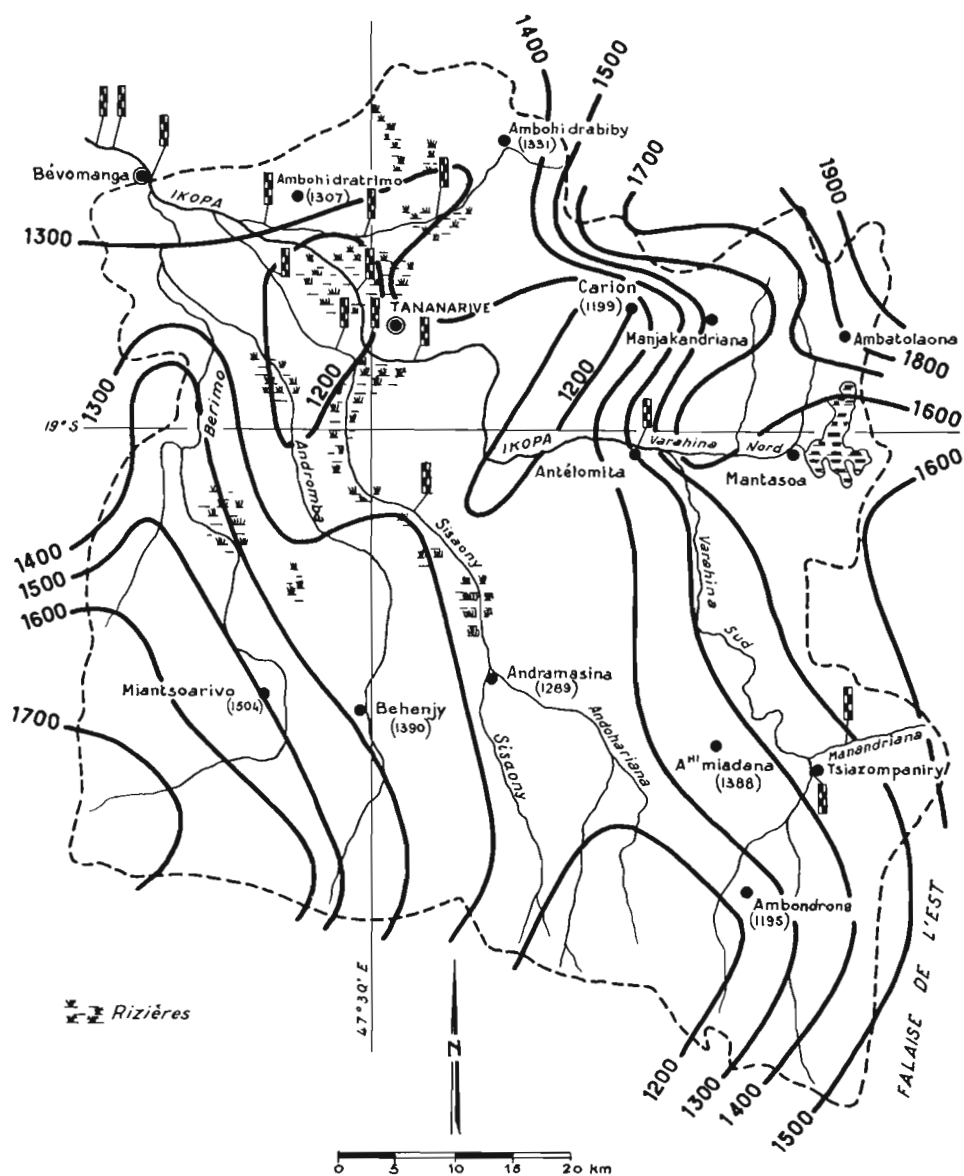 1400
1500
Ambohidrabiby
(1331)
1700
1900
Bévomanga
IKOPA
Ambohidratrimo
(1307)
1300
TANANARIVE
Carion
(1199)
Manjakandriana
Ambatolaona
1800
1300
1200
1200
1600
19° S
Berimo
Andromba
IKOPA
Varahina
Nord
Antélomita
Mantasoa
1600
1400
1500
1600
Sisaony
Varahina
Sud
Miantsoarivo
(1504)
Behenjy
(1390)
Andramasina
(1289)
Andohariana
Sisaony
1700
Aᴴᴵmiadana
(1388)
Manandriana
Tsiazompaniry
Ambondrona
(1195)
FALAISE DE L'EST
Rizières
47° 30' E
N
1200
1300
1400
1500
0 5 10 15 20 km